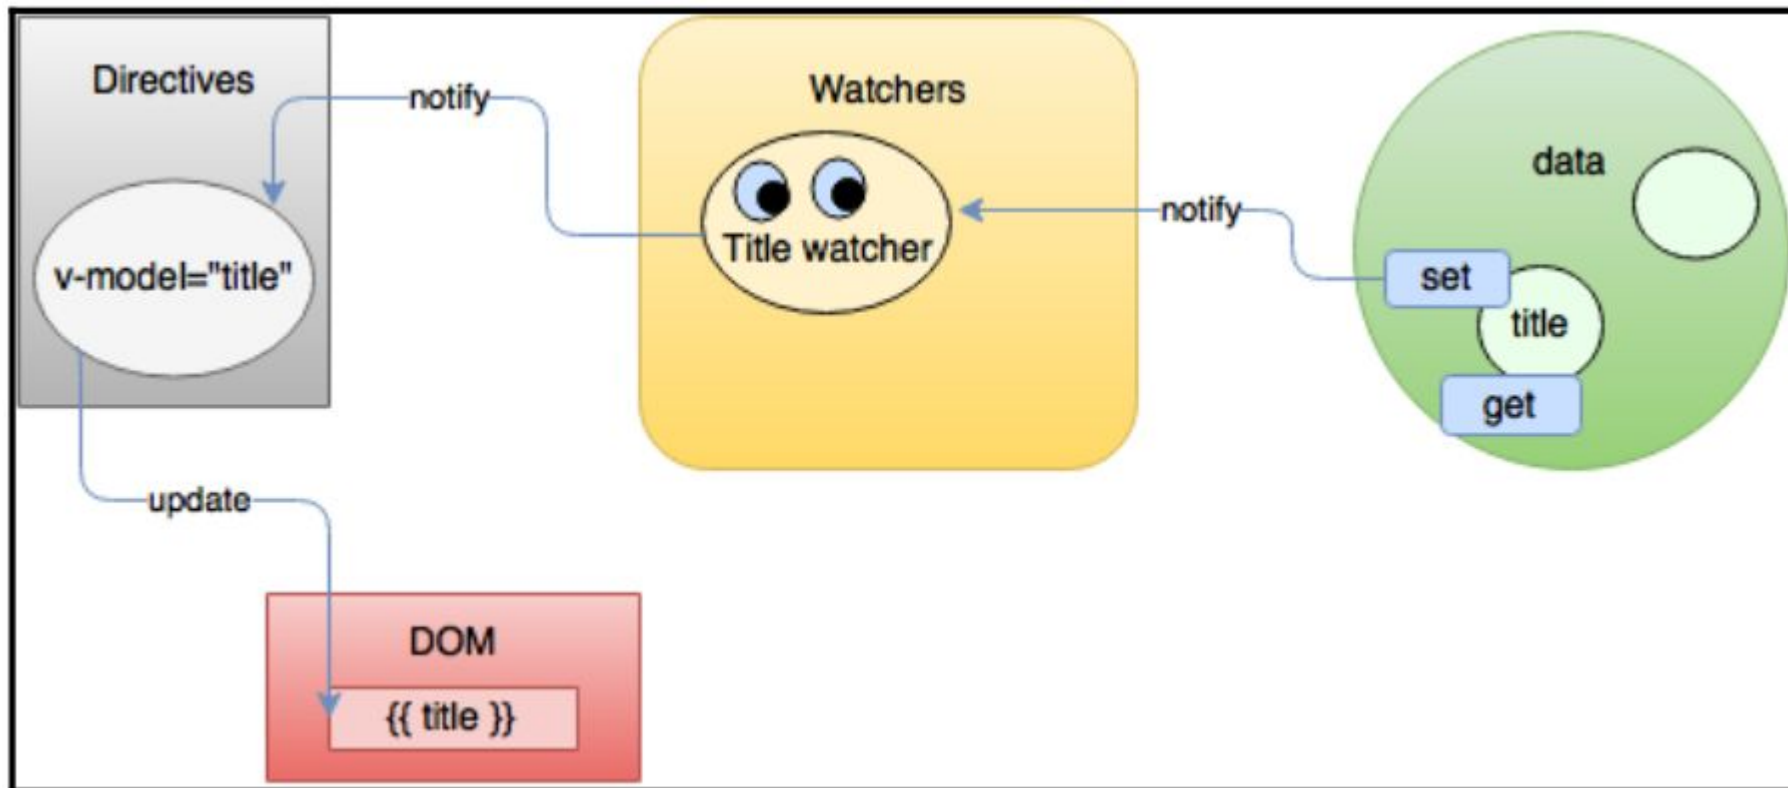 Directives
notify
v-model="title"
Watchers
Title watcher
notify
data
set
title
get
update
DOM
{{ title }}